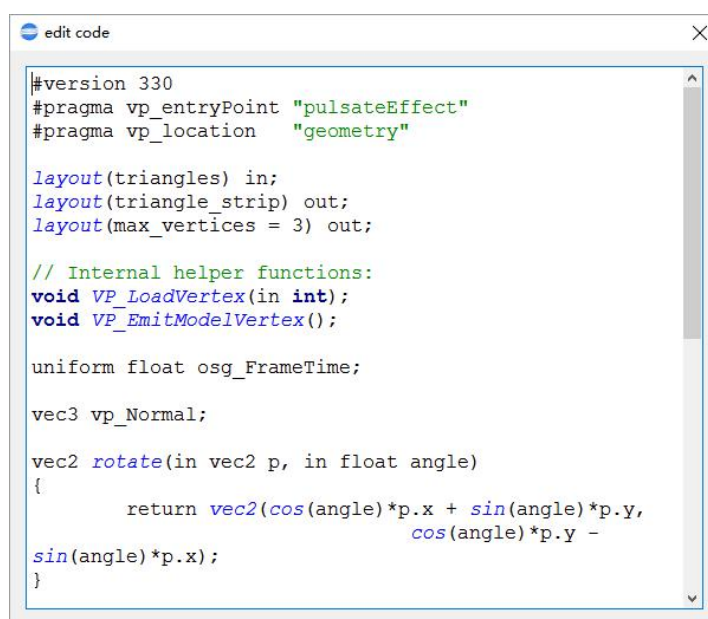 edit code
#version 330
#pragma vp_entryPoint "pulsateEffect"
#pragma vp_location   "geometry"
layout(triangles) in;
layout(triangle_strip) out;
layout(max_vertices = 3) out;
// Internal helper functions:
void VP_LoadVertex(in int);
void VP_EmitModelVertex();
uniform float osg_FrameTime;
vec3 vp_Normal;
vec2 rotate(in vec2 p, in float angle)
{
        return vec2(cos(angle)*p.x + sin(angle)*p.y,
                                cos(angle)*p.y -
sin(angle)*p.x);
}